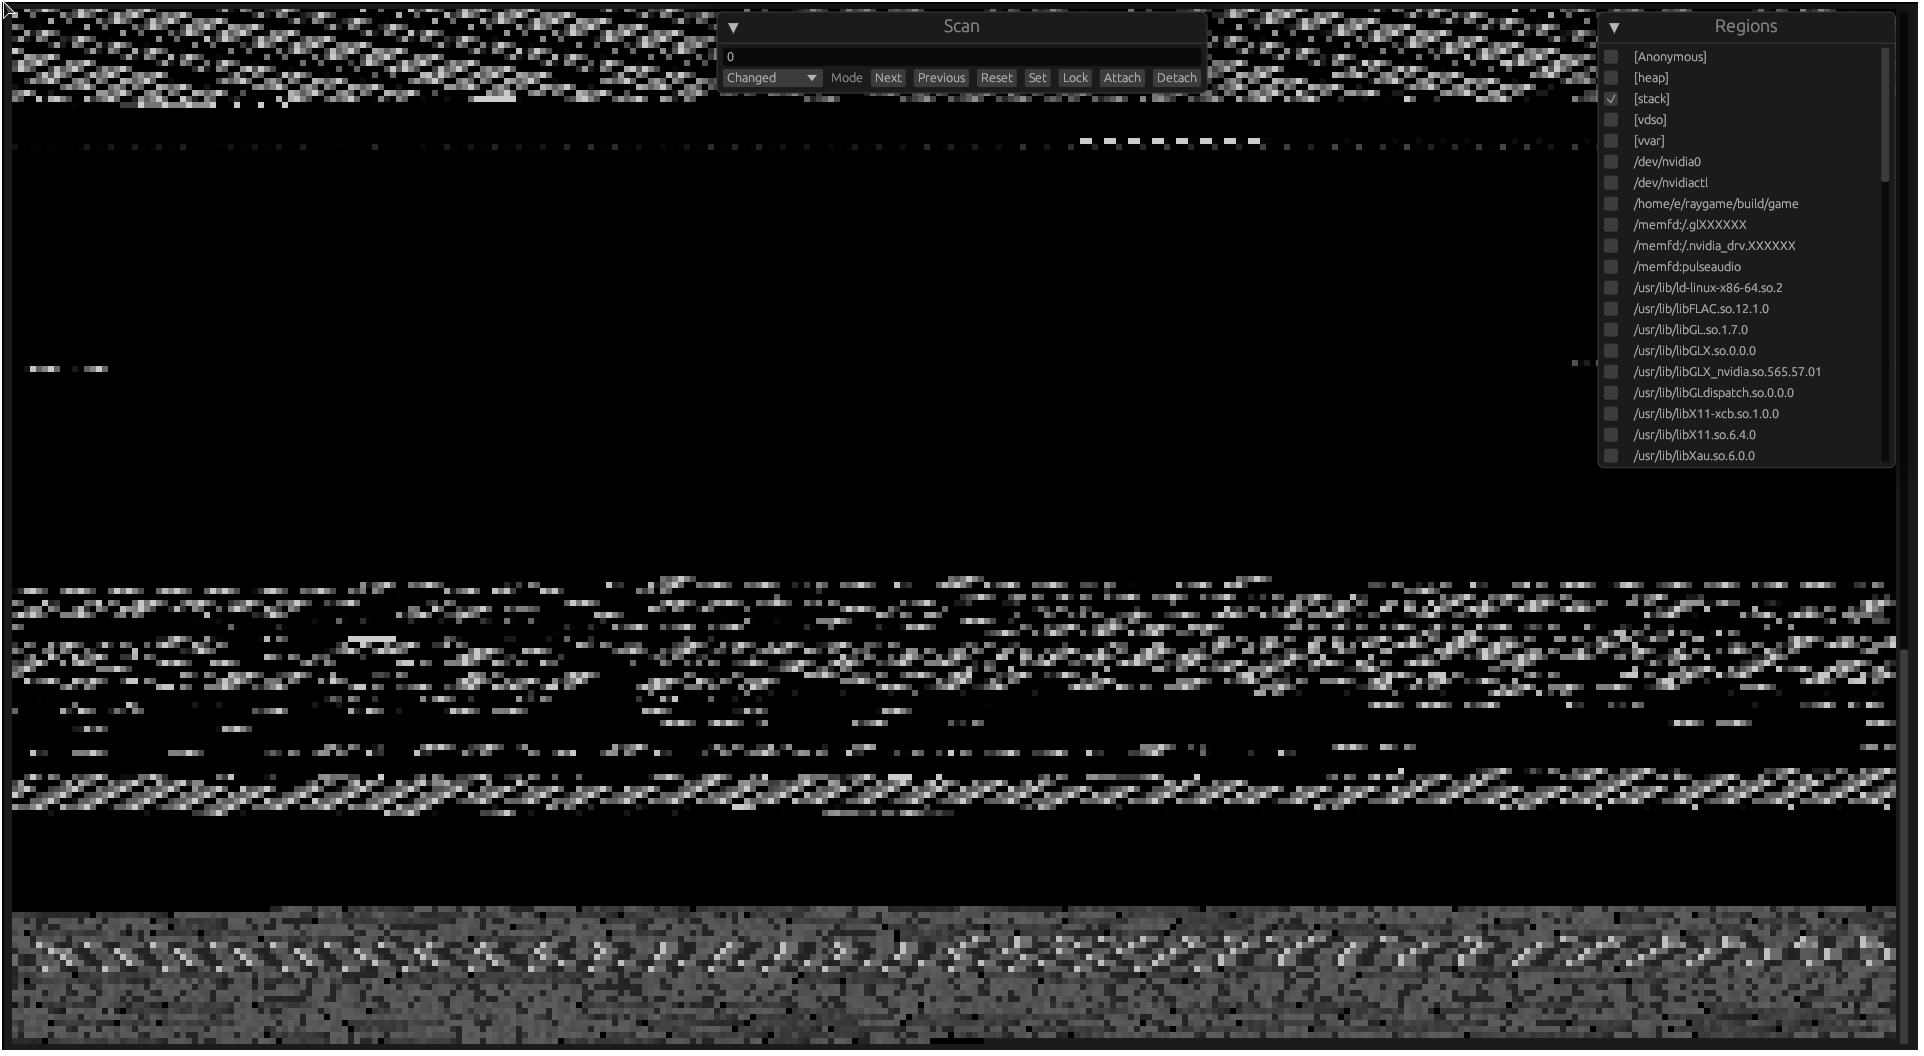 Scan
0
Changed Mode Next Previous Reset Set Lock Attach Detach
Regions
[Anonymous]
[heap]
[stack]
[vdso]
[vvar]
/dev/nvidia0
/dev/nvidiactl
/home/e/raygame/build/game
/memfd:/.glXXXXXX
/memfd:/.nvidia_drv.XXXXXX
/memfd:pulseaudio
/usr/lib/ld-linux-x86-64.so.2
/usr/lib/libFLAC.so.12.1.0
/usr/lib/libGL.so.1.7.0
/usr/lib/libGLX.so.0.0.0
/usr/lib/libGLX_nvidia.so.565.57.01
/usr/lib/libGLdispatch.so.0.0.0
/usr/lib/libX11-xcb.so.1.0.0
/usr/lib/libX11.so.6.4.0
/usr/lib/libXau.so.6.0.0